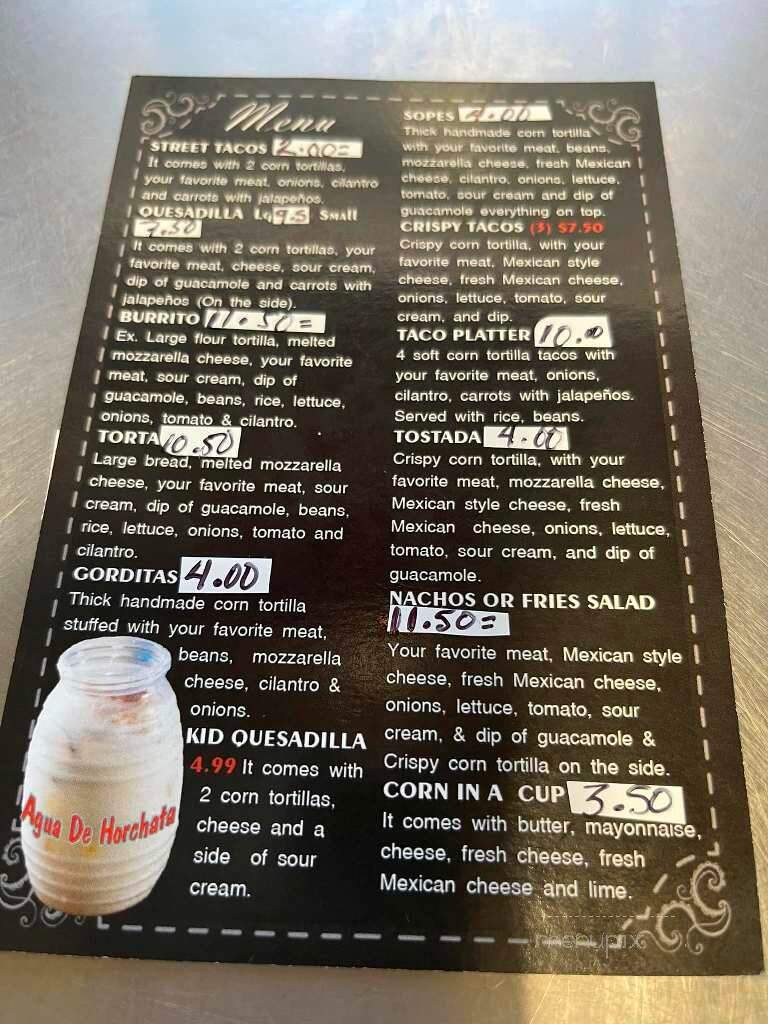 Menu
STREET TACOS 2.00=
It comes with 2 corn tortillas,
your favorite meat, onions, cilantro
and carrots with jalapeños.
QUESADILLA Lg 9.5 Small
7.50
It comes with 2 corn tortillas, your
favorite meat, cheese, sour cream,
dip of guacamole and carrots with
jalapeños (On the side).
BURRITO 11.50=
Ex. Large flour tortilla, melted
mozzarella cheese, your favorite
meat, sour cream, dip of
guacamole, beans, rice, lettuce,
onions, tomato & cilantro.
TORTA 10.50
Large bread, melted mozzarella
cheese, your favorite meat, sour
cream, dip of guacamole, beans,
rice, lettuce, onions, tomato and
cilantro.
GORDITAS 4.00
Thick handmade corn tortilla
stuffed with your favorite meat,
beans, mozzarella
cheese, cilantro &
onions.
KID QUESADILLA
4.99 It comes with
2 corn tortillas,
cheese and a
side of sour
cream.
Agua De Horchata
SOPES
Thick handmade corn tortilla
with your favorite meat, beans,
mozzarella cheese, fresh Mexican
cheese, cilantro, onions, lettuce,
tomato, sour cream and dip of
guacamole everything on top.
CRISPY TACOS (3) $7.50
Crispy corn tortilla, with your
favorite meat, Mexican style
cheese, fresh Mexican cheese,
onions, lettuce, tomato, sour
cream, and dip.
TACO PLATTER 10.00
4 soft corn tortilla tacos with
your favorite meat, onions,
cilantro, carrots with jalapeños.
Served with rice, beans.
TOSTADA 4.00
Crispy corn tortilla, with your
favorite meat, mozzarella cheese,
Mexican style cheese, fresh
Mexican cheese, onions, lettuce,
tomato, sour cream, and dip of
guacamole.
NACHOS OR FRIES SALAD
11.50=
Your favorite meat, Mexican style
cheese, fresh Mexican cheese,
onions, lettuce, tomato, sour
cream, & dip of guacamole &
Crispy corn tortilla on the side.
CORN IN A CUP 3.50
It comes with butter, mayonnaise,
cheese, fresh cheese, fresh
Mexican cheese and lime.
menupix